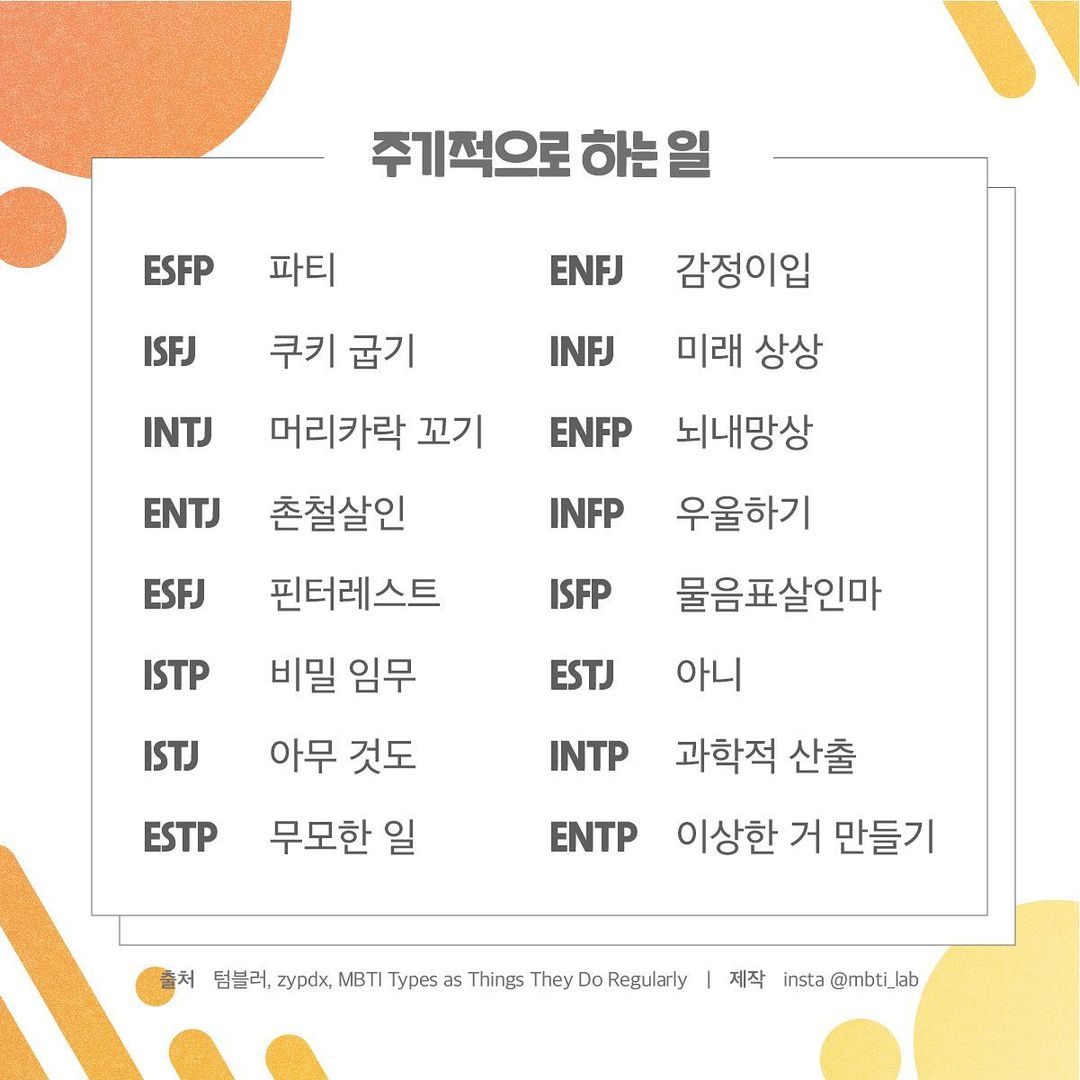 주기적으로 하는 일
ESFP 파티
ISFJ 쿠키 굽기
INTJ 머리카락 꼬기
ENTJ 촌철살인
ESFJ 핀터레스트
ISTP 비밀 임무
ISTJ 아무 것도
ESTP 무모한 일
ENFJ 감정이입
INFJ 미래 상상
ENFP 뇌내망상
INFP 우울하기
ISFP 물음표살인마
ESTJ 아니
INTP 과학적 산출
ENTP 이상한 거 만들기
출처 텀블러, zypdx, MBTI Types as Things They Do Regularly | 제작 insta @mbti_lab